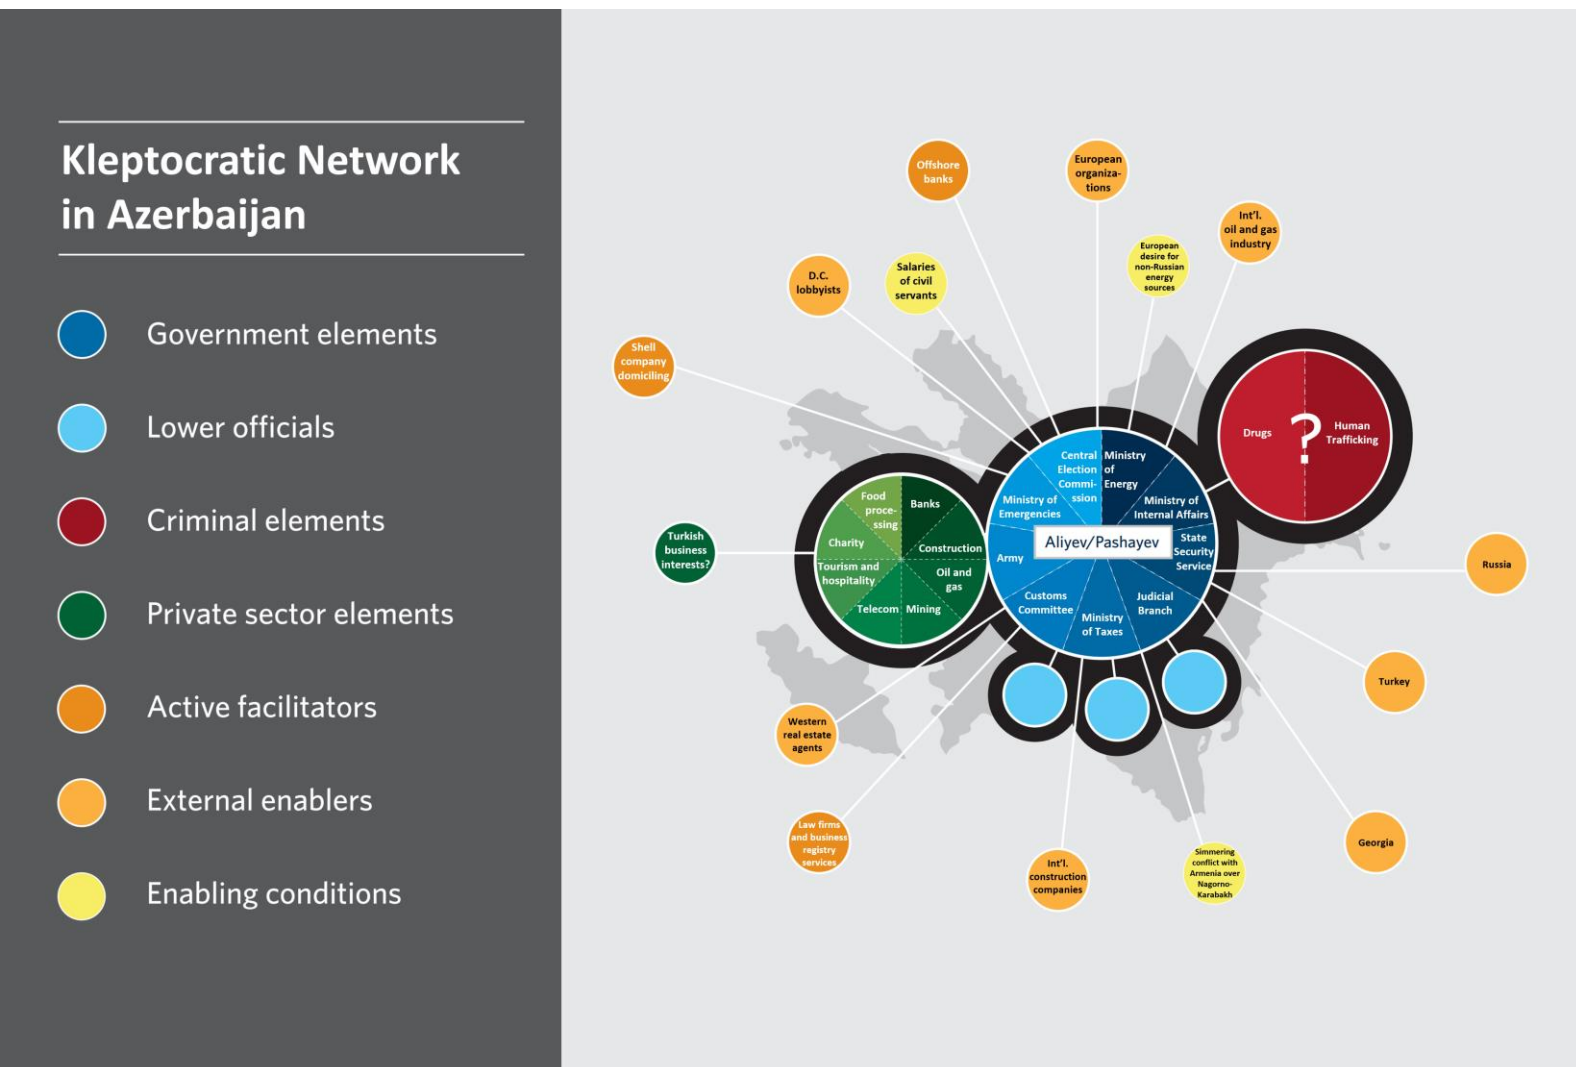 Kleptocratic Network
in Azerbaijan
Government elements
Lower officials
Criminal elements
Private sector elements
Active facilitators
External enablers
Enabling conditions
Offshore
banks
European
organiza-
tions
Int'l.
oil and gas
industry
European
desire for
non-Russian
energy
sources
D.C.
lobbyists
Salaries
of civil
servants
Shell
company
domiciling
Drugs
?
Human
Trafficking
Central
Election
Commi-
ssion
Ministry
of
Energy
Ministry of
Emergencies
Ministry of
Internal Affairs
Aliyev/Pashayev
State
Security
Service
Army
Customs
Committee
Ministry
of Taxes
Judicial
Branch
Food
proce-
ssing
Banks
Charity
Construction
Tourism and
hospitality
Oil and
gas
Telecom
Mining
Turkish
business
interests?
Russia
Turkey
Western
real estate
agents
Law firms
and business
registry
services
Int'l.
construction
companies
Simmering
conflict with
Armenia over
Nagorno-
Karabakh
Georgia